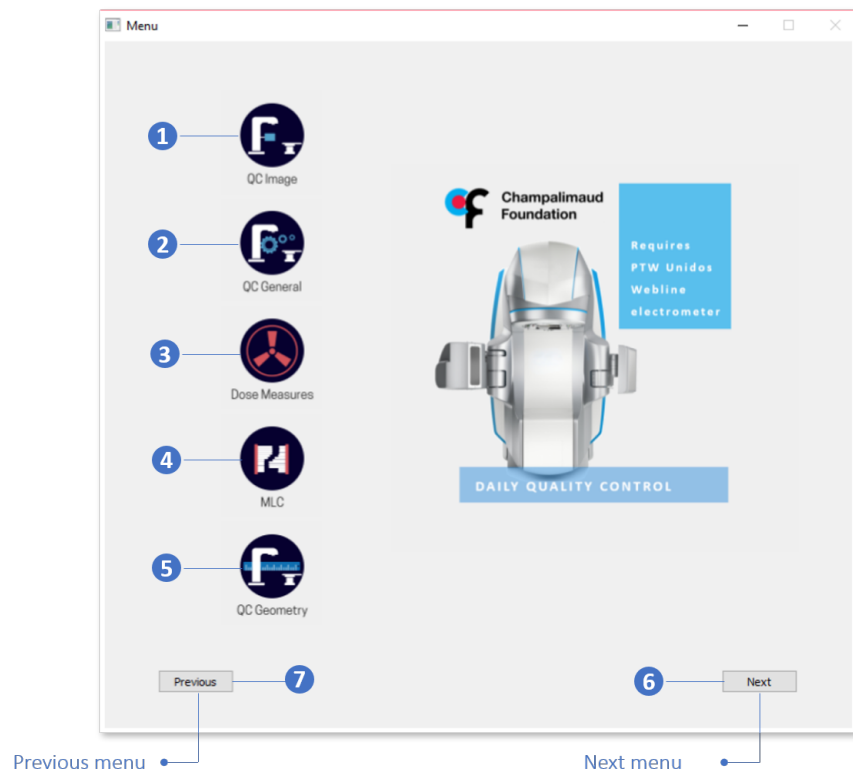 Menu
1
QC Image
2
QC General
3
Dose Measures
4
MLC
5
QC Geometry
Champalimaud
Foundation
Requires
PTW Unidos
Webline
electrometer
DAILY QUALITY CONTROL
Previous
7
6
Next
Previous menu
Next menu